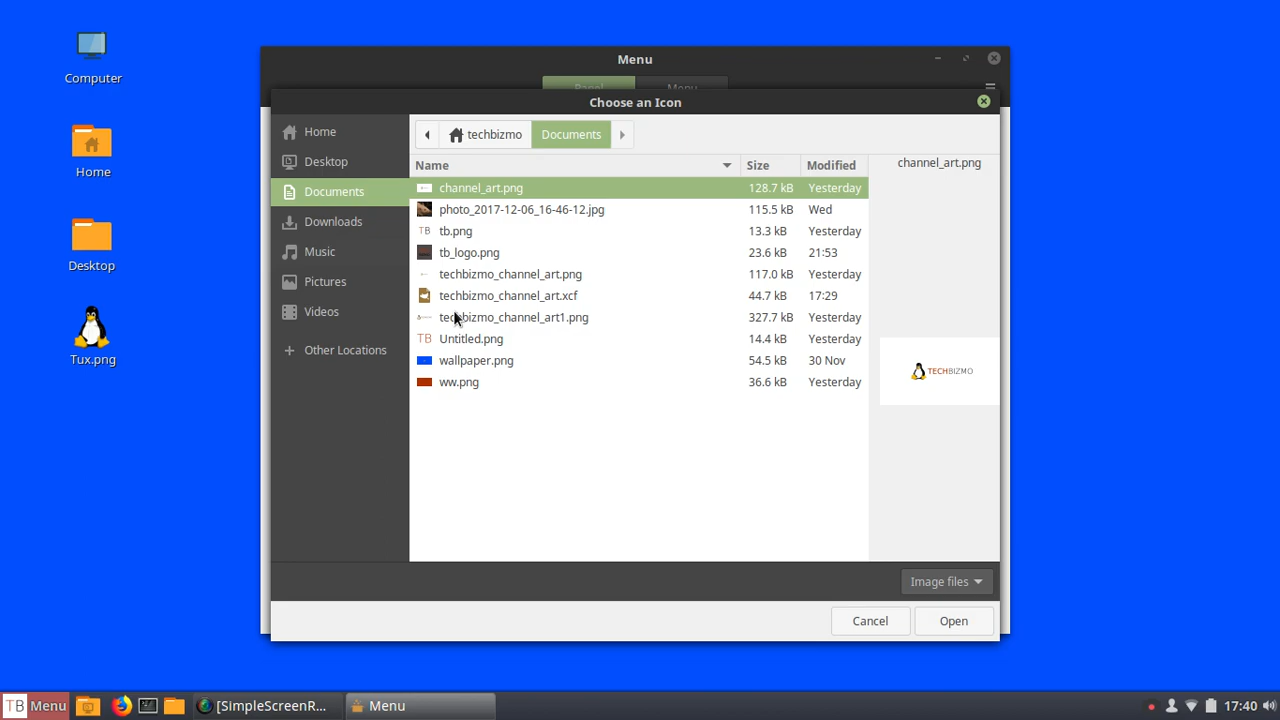 Computer
Home
Desktop
Tux.png
Menu
Panel
Menu
Choose an Icon
Home
Desktop
Documents
Downloads
Music
Pictures
Videos
Other Locations
techbizmo
Documents
Name Size Modified
channel_art.png 128.7 kB Yesterday
photo_2017-12-06_16-46-12.jpg 115.5 kB Wed
tb.png 13.3 kB Yesterday
tb_logo.png 23.6 kB 21:53
techbizmo_channel_art.png 117.0 kB Yesterday
techbizmo_channel_art.xcf 44.7 kB 17:29
techbizmo_channel_art1.png 327.7 kB Yesterday
Untitled.png 14.4 kB Yesterday
wallpaper.png 54.5 kB 30 Nov
ww.png 36.6 kB Yesterday
channel_art.png
TECHBIZMO
Image files
Cancel
Open
TB Menu
[SimpleScreenR...
Menu
17:40